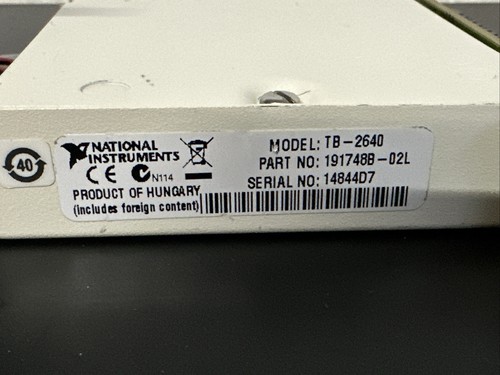 40
NATIONAL
INSTRUMENTS
N114
PRODUCT OF HUNGARY
(includes foreign content)
MODEL: TB-2640
PART NO: 191748B-02L
SERIAL NO: 14844D7